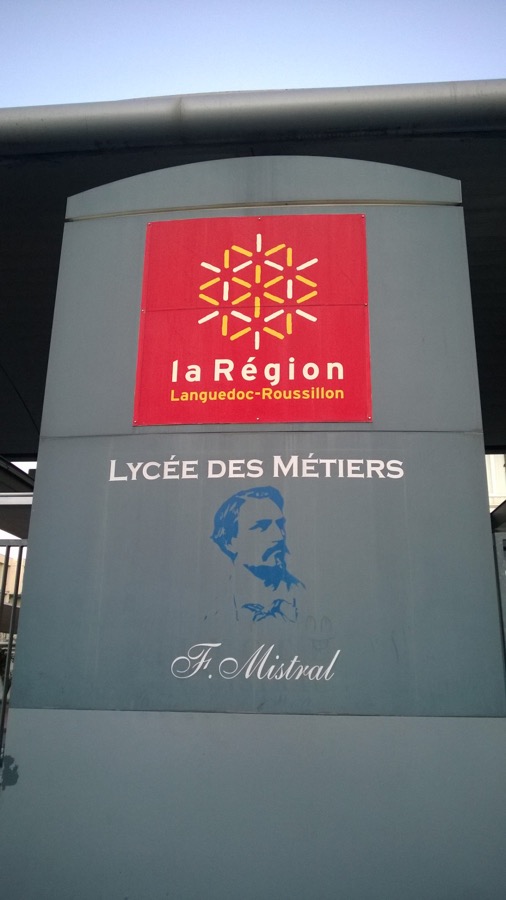 la Région
Languedoc-Roussillon
LYCÉE DES MÉTIERS
F. Mistral